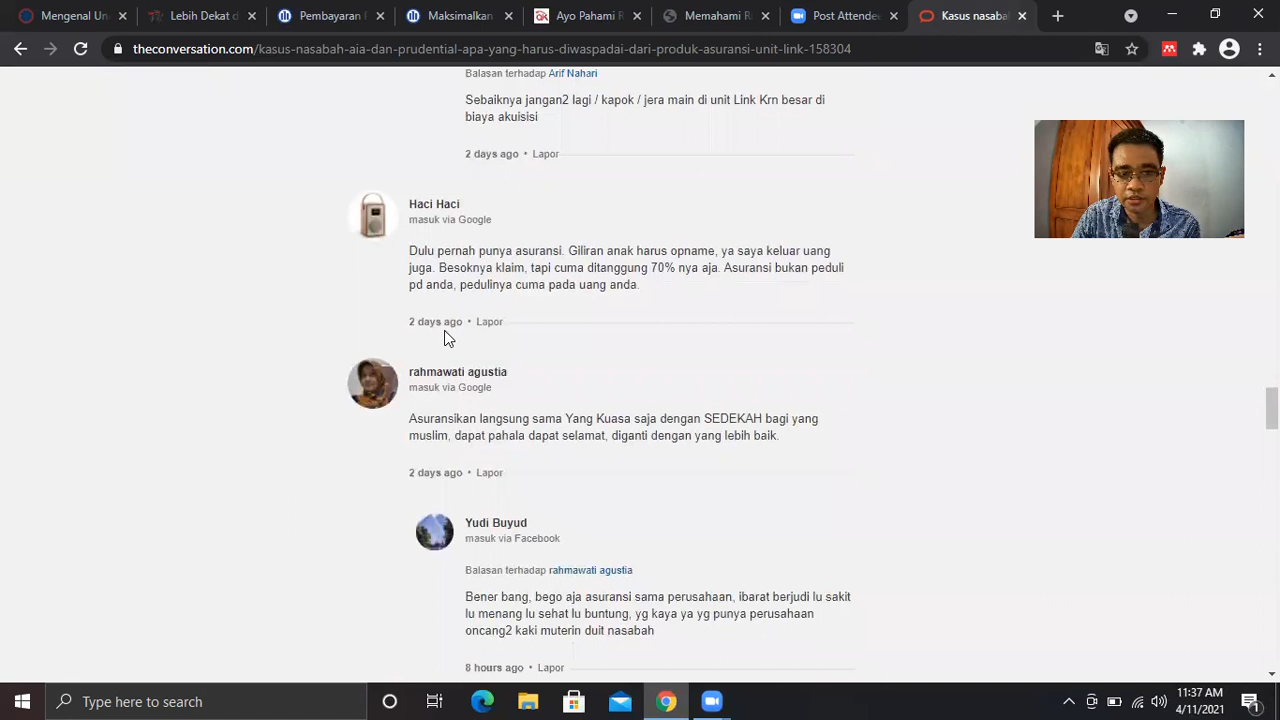 Mengenal Un
Lebih Dekat d
Pembayaran F
Maksimalkan
Ayo Pahami R
Memahami R
Post Attende
Kasus nasaba
theconversation.com/kasus-nasabah-aia-dan-prudential-apa-yang-harus-diwaspadai-dari-produk-asuransi-unit-link-158304
Balasan terhadap Arif Nahari
Sebaiknya jangan2 lagi / kapok / jera main di unit Link Krn besar di
biaya akuisisi
2 days ago • Lapor
Haci Haci
masuk via Google
Dulu pernah punya asuransi. Giliran anak harus opname, ya saya keluar uang
juga. Besoknya klaim, tapi cuma ditanggung 70% nya aja. Asuransi bukan peduli
pd anda, pedulinya cuma pada uang anda.
2 days ago • Lapor
rahmawati agustia
masuk via Google
Asuransikan langsung sama Yang Kuasa saja dengan SEDEKAH bagi yang
muslim, dapat pahala dapat selamat, diganti dengan yang lebih baik.
2 days ago • Lapor
Yudi Buyud
masuk via Facebook
Balasan terhadap rahmawati agustia
Bener bang, bego aja asuransi sama perusahaan, ibarat berjudi lu sakit
lu menang lu sehat lu buntung, yg kaya ya yg punya perusahaan
oncang2 kaki muterin duit nasabah
8 hours ago • Lapor
Type here to search
11:37 AM
4/11/2021
1